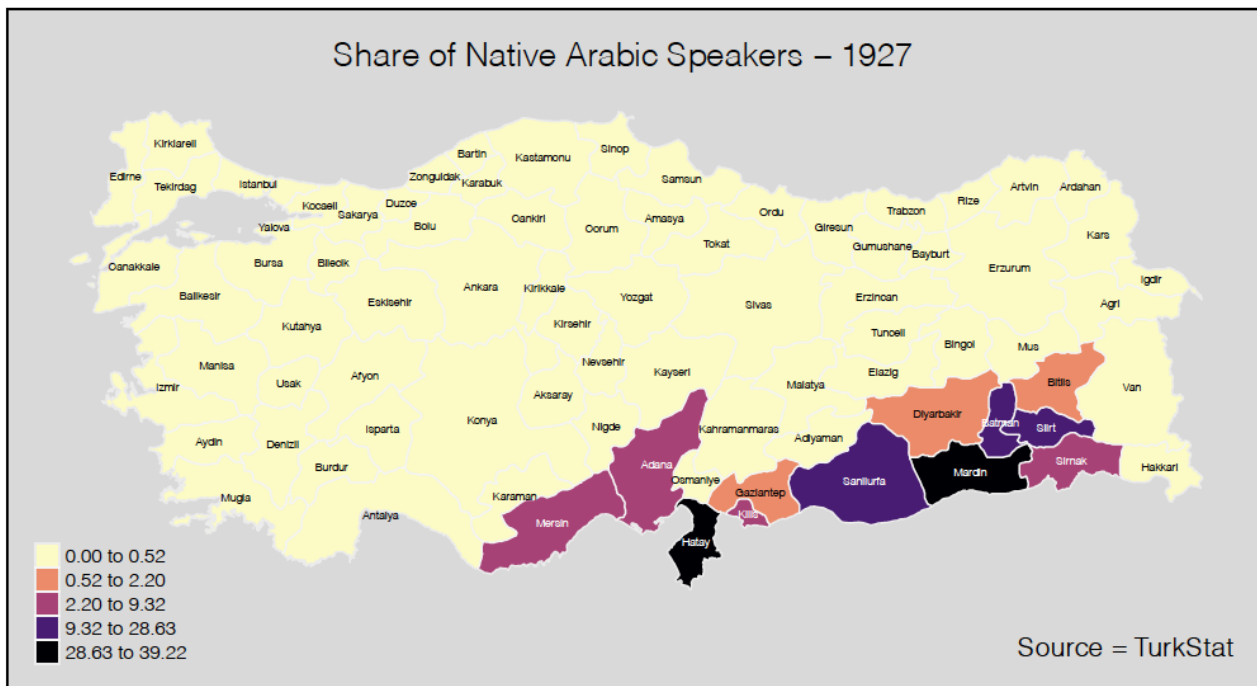 Share of Native Arabic Speakers – 1927
Kirklareli
Edirne
Tekirdag
Istanbul
Kocaeli
Yalova
Sakarya
Duzce
Zonguldak
Bartin
Karabuk
Kastamonu
Sinop
Samsun
Bolu
Cankiri
Corum
Amasya
Tokat
Ordu
Giresun
Trabzon
Rize
Artvin
Ardahan
Gumushane
Bayburt
Kars
Erzurum
Igdir
Agri
Canakkale
Balikesir
Bursa
Bilecik
Eskisehir
Kutahya
Ankara
Kirikkale
Kirsehir
Yozgat
Sivas
Erzincan
Tunceli
Bingol
Mus
Elazig
Bitlis
Van
Manisa
Izmir
Usak
Afyon
Nevsehir
Kayseri
Aksaray
Malatya
Diyarbakir
Batman
Siirt
Aydin
Denizli
Isparta
Konya
Nigde
Kahramanmaras
Adiyaman
Burdur
Mugla
Antalya
Karaman
Mersin
Adana
Osmaniye
Gaziantep
Kilis
Hatay
Sanliurfa
Mardin
Sirnak
Hakkari
0.00 to 0.52
0.52 to 2.20
2.20 to 9.32
9.32 to 28.63
28.63 to 39.22
Source = TurkStat